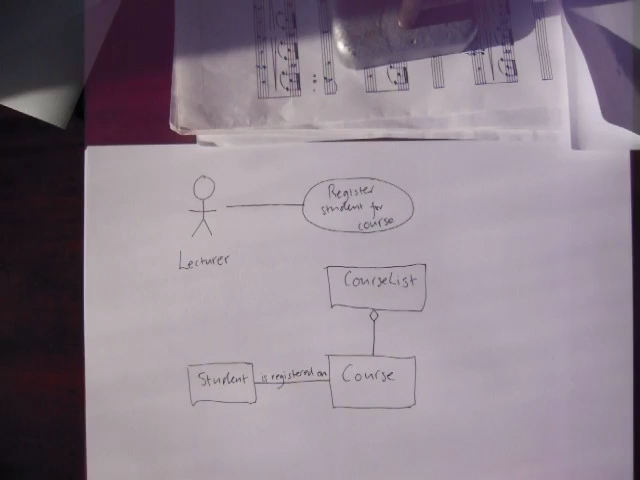 Register
student for
course
Lecturer
CourseList
Student
is registered on
Course